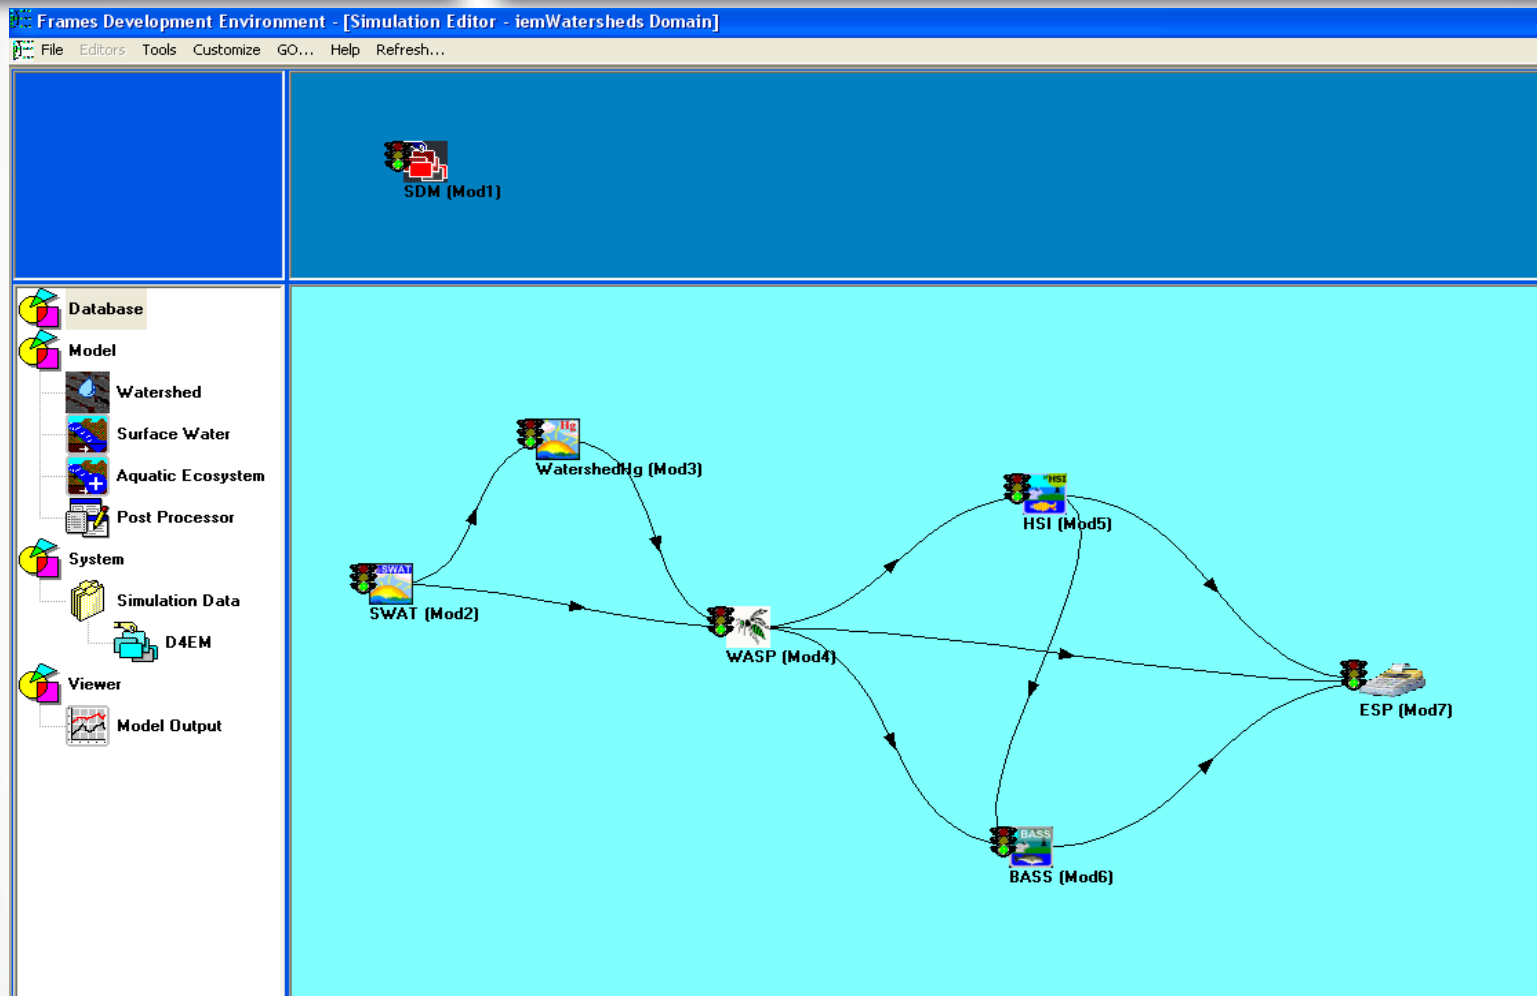 Frames Development Environment - [Simulation Editor - iemWatersheds Domain]
File Editors Tools Customize GO... Help Refresh...
SDM (Mod1)
Database
Model
Watershed
Surface Water
Aquatic Ecosystem
Post Processor
System
Simulation Data
D4EM
Viewer
Model Output
Hg
WatershedHg (Mod3)
SWAT
SWAT (Mod2)
WASP (Mod4)
HSI
HSI (Mod5)
ESP (Mod7)
BASS
BASS (Mod6)